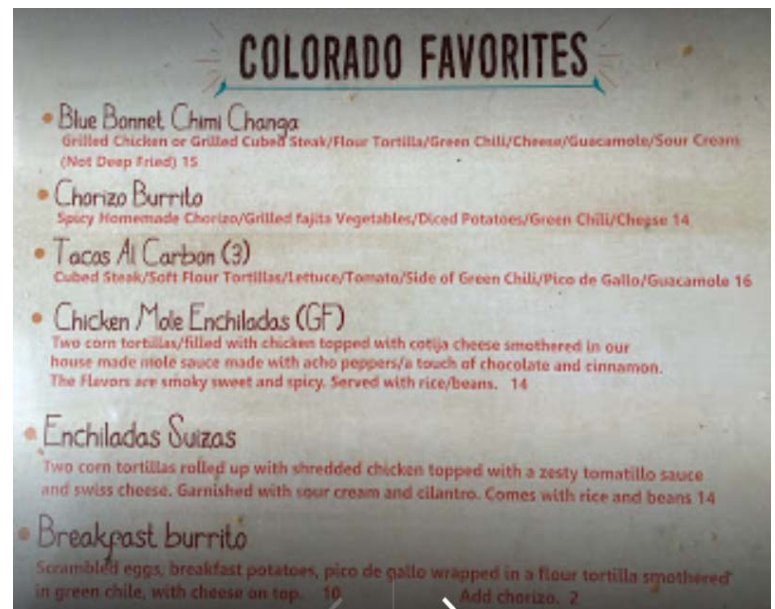 COLORADO FAVORITES
Blue Bonnet Chimi Changa
Grilled Chicken or Grilled Cubed Steak/Flour Tortilla/Green Chili/Cheese/Guacamole/Sour Cream
(Not Deep Fried) 15
Chorizo Burrito
Spicy Homemade Chorizo/Grilled fajita Vegetables/Diced Potatoes/Green Chili/Cheese 14
Tacos Al Carbon (3)
Cubed Steak/Soft Flour Tortillas/Lettuce/Tomato/Side of Green Chili/Pico de Gallo/Guacamole 16
Chicken Mole Enchiladas (GF)
Two corn tortillas/filled with chicken topped with cotija cheese smothered in our
house made mole sauce made with acho peppers/a touch of chocolate and cinnamon.
The Flavors are smoky sweet and spicy. Served with rice/beans. 14
Enchiladas Suizas
Two corn tortillas rolled up with shredded chicken topped with a zesty tomatillo sauce
and swiss cheese. Garnished with sour cream and cilantro. Comes with rice and beans 14
Breakfast burrito
Scrambled eggs, breakfast potatoes, pico de gallo wrapped in a flour tortilla smothered
in green chile, with cheese on top. 10 Add chorizo. 2